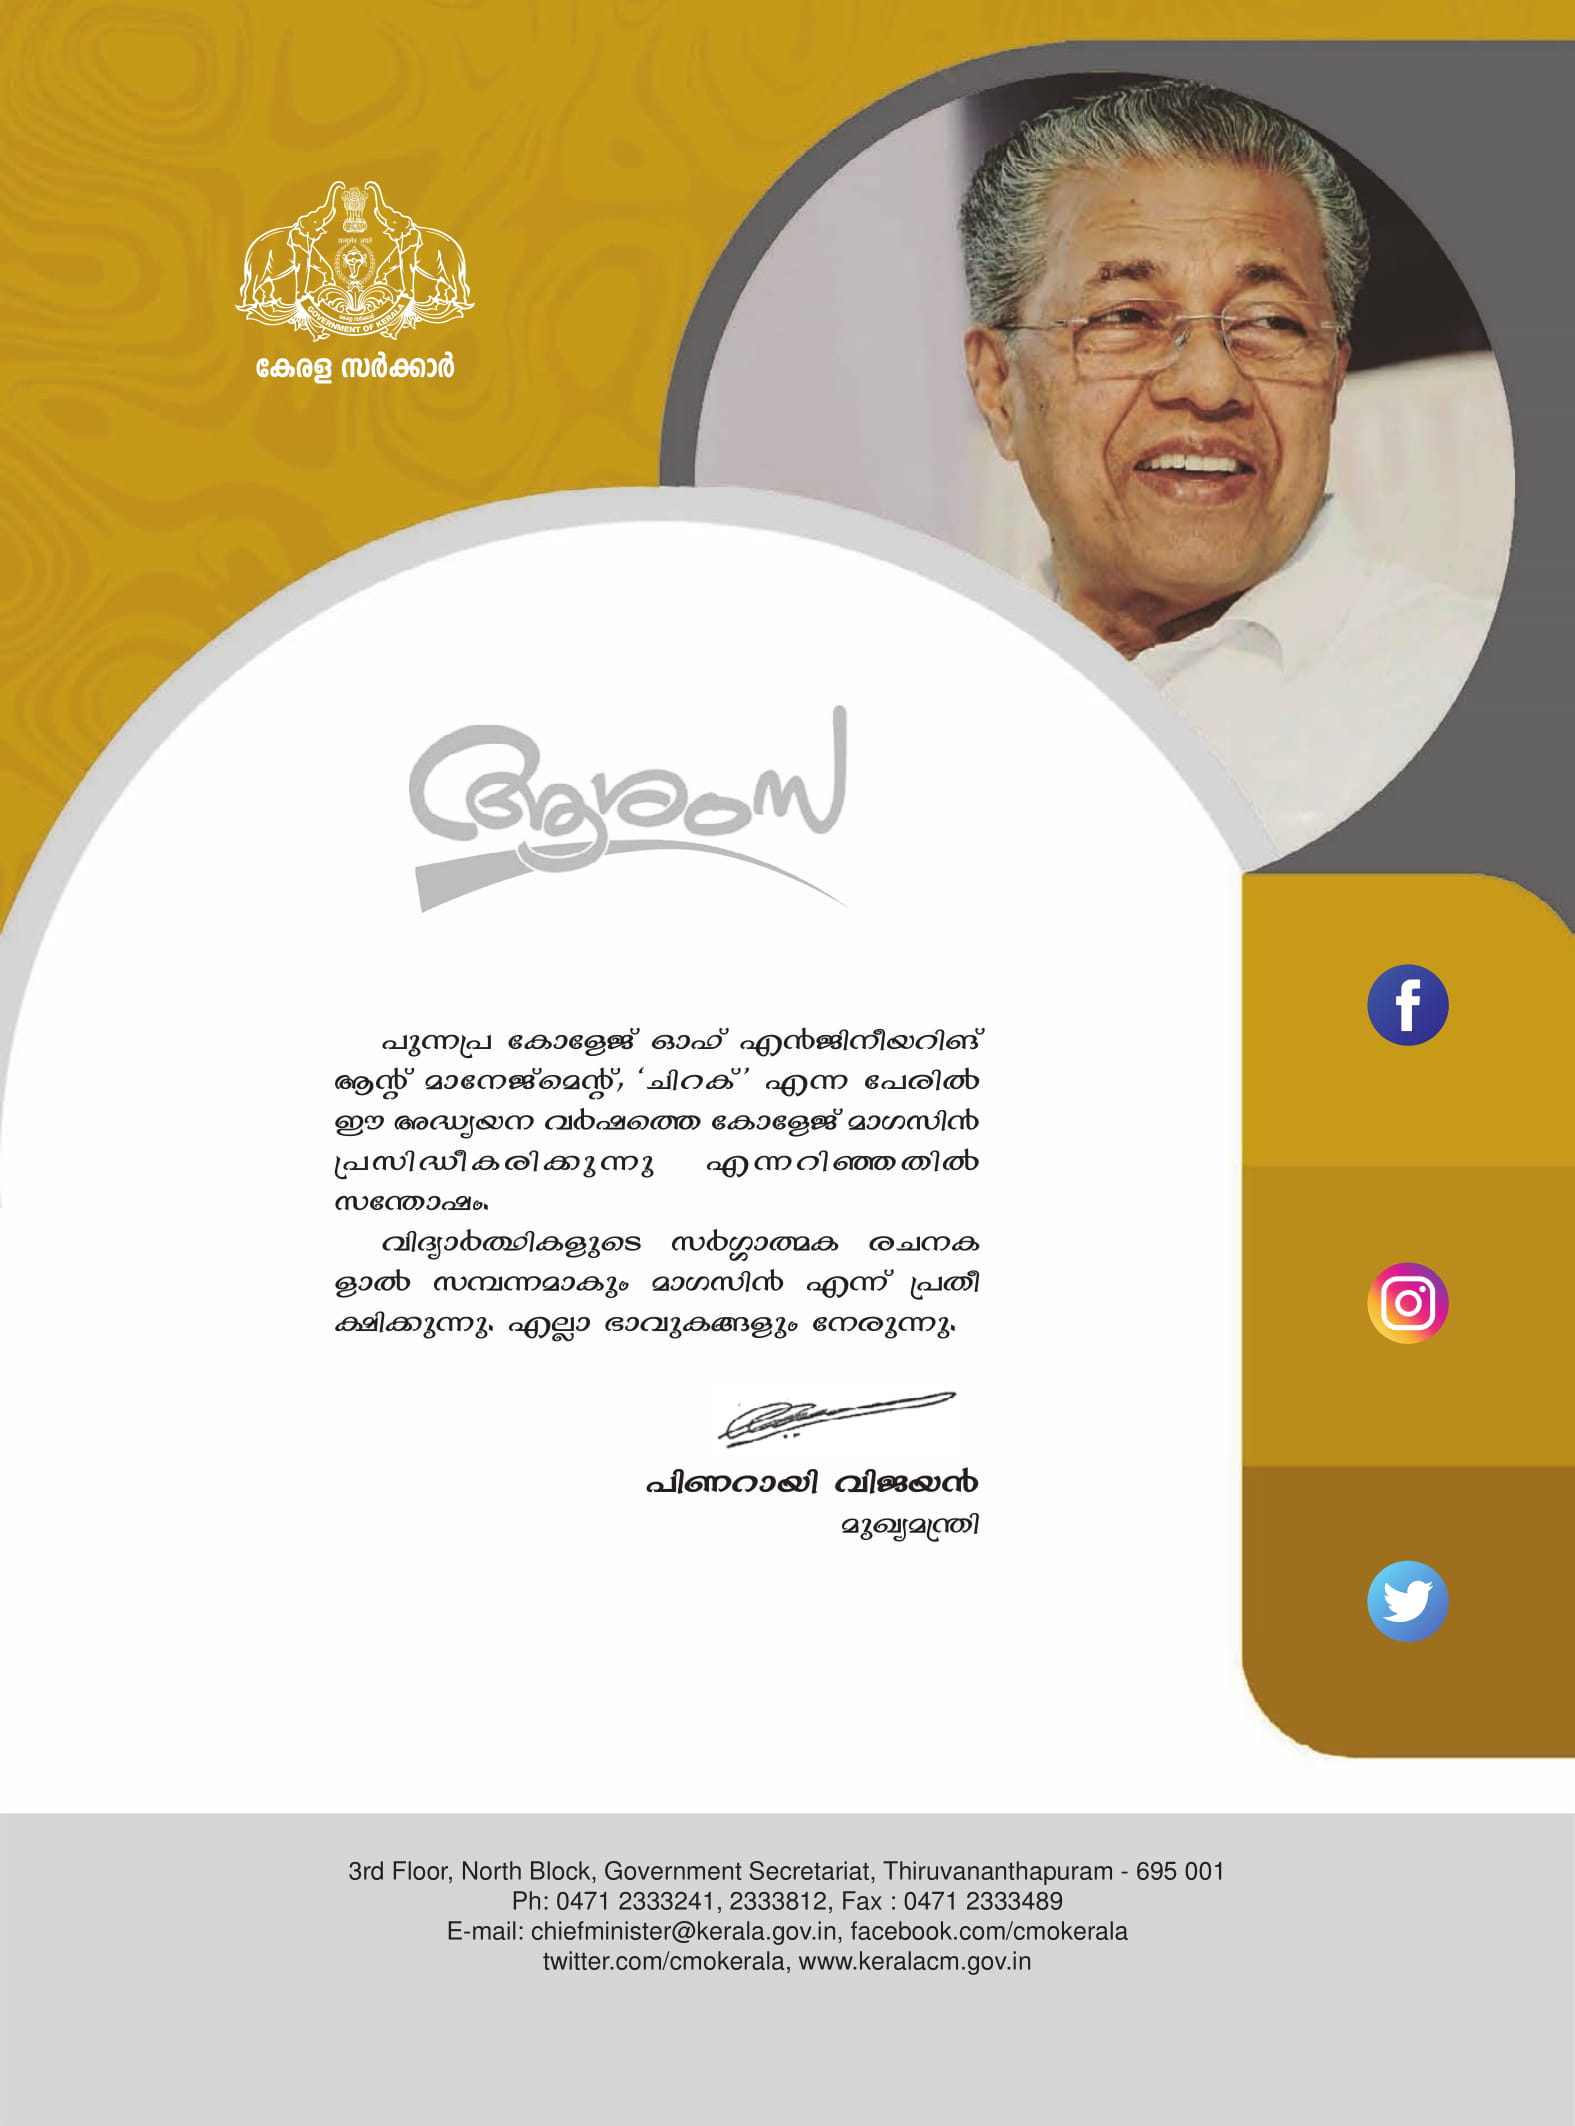 GOVERNMENT OF KERALA
കേരള സർക്കാർ
ആശംസ
പുന്നപ്ര കോളേജ് ഓഫ് എൻജിനീയറിങ്
ആന്റ് മാനേജ്മെന്റ്, ‘ചിറക്’ എന്ന പേരിൽ
ഈ അദ്ധ്യയന വർഷത്തെ കോളേജ് മാഗസിൻ
പ്രസിദ്ധീകരിക്കുന്നു എന്നറിഞ്ഞതിൽ
സന്തോഷം.
വിദ്യാർത്ഥികളുടെ സർഗ്ഗാത്മക രചനക
ളാൽ സമ്പന്നമാകും മാഗസിൻ എന്ന് പ്രതീ
ക്ഷിക്കുന്നു. എല്ലാ ഭാവുകങ്ങളും നേരുന്നു.
പിണറായി വിജയൻ
മുഖ്യമന്ത്രി
3rd Floor, North Block, Government Secretariat, Thiruvananthapuram - 695 001
Ph: 0471 2333241, 2333812, Fax : 0471 2333489
E-mail: chiefminister@kerala.gov.in, facebook.com/cmokerala
twitter.com/cmokerala, www.keralacm.gov.in